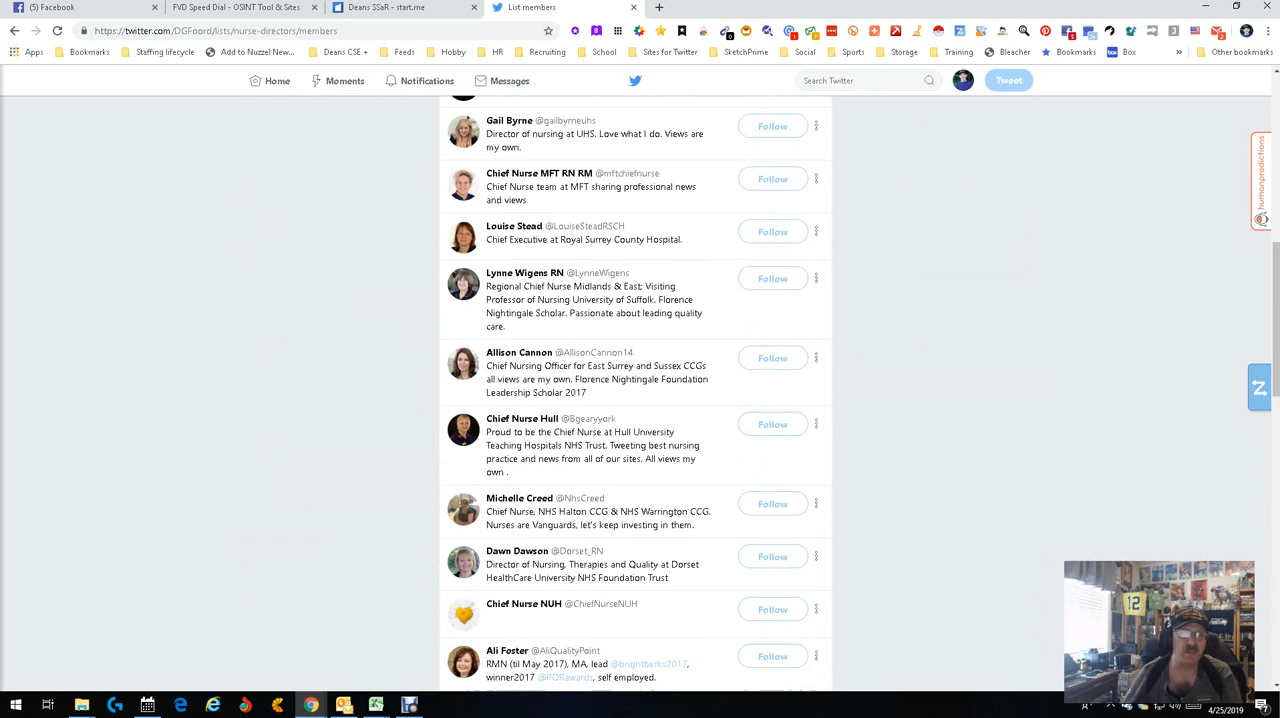 (5) Facebook
FVD Speed Dial - OSINT Tool & Sites
Deans SS&R - start.me
List members
https://twitter.com/DGFoord/lists/nurse-directors/members
Apps Bookmarks Staffing lifecycle Add to Nuzzel New... Deans CSE Feeds Hobby HR Recruiting School Sites for Twitter SketchPrime Social Sports Storage Training Bleacher Bookmarks Box » Other bookmarks
Home Moments Notifications Messages Search Twitter Tweet
Gail Byrne @gailbyrneuhs
Follow
Director of nursing at UHS. Love what I do. Views are
my own.
Chief Nurse MFT RN RM @mftchiefnurse
Follow
Chief Nurse team at MFT sharing professional news
and views
Louise Stead @LouiseSteadRSCH
Follow
Chief Executive at Royal Surrey County Hospital.
Lynne Wigens RN @LynneWigens
Follow
Regional Chief Nurse Midlands & East; Visiting
Professor of Nursing University of Suffolk. Florence
Nightingale Scholar. Passionate about leading quality
care.
Allison Cannon @AllisonCannon14
Follow
Chief Nursing Officer for East Surrey and Sussex CCGs
all views are my own. Florence Nightingale Foundation
Leadership Scholar 2017
Chief Nurse Hull @Bgearyyork
Follow
Proud to be the Chief Nurse at Hull University
Teaching Hospitals NHS Trust. Tweeting best nursing
practice and news from all of our sites. All views my
own .
Michelle Creed @NhsCreed
Follow
Chief Nurse, NHS Halton CCG & NHS Warrington CCG.
Nurses are Vanguards, let's keep investing in them.
Dawn Dawson @Dorset_RN
Follow
Director of Nursing, Therapies and Quality at Dorset
HealthCare University NHS Foundation Trust
Chief Nurse NUH @ChiefNurseNUH
Follow
Ali Foster @AliQualityPoint
Follow
RMN (til May 2017), MA, lead @brightberks2017,
winner2017 @PORawards, self employed.
humanpredictions
12
4/25/2019